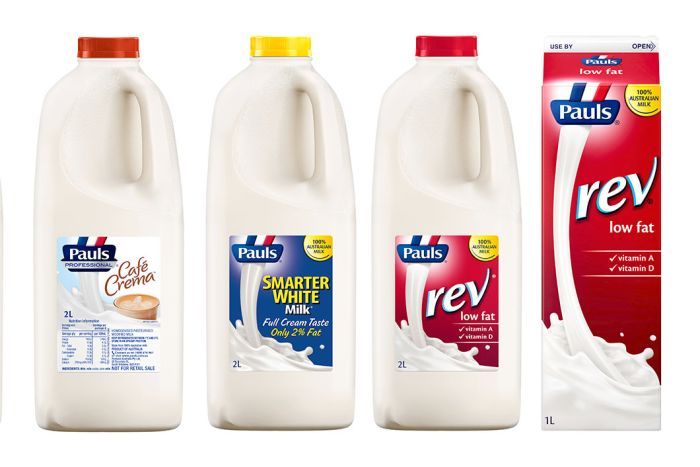 Pauls
PROFESSIONAL
Café
Crema
2L
Nutrition Information
NOT FOR RETAIL SALE
Pauls
100%
AUSTRALIAN
MILK
SMARTER
WHITE
Milk
Full Cream Taste
Only 2% Fat
2L
Pauls
100%
AUSTRALIAN
MILK
rev
low fat
✓ vitamin A
✓ vitamin D
2L
USE BY OPEN
Pauls
low fat
Pauls
100%
AUSTRALIAN
MILK
rev
low fat
✓ vitamin A
✓ vitamin D
1L